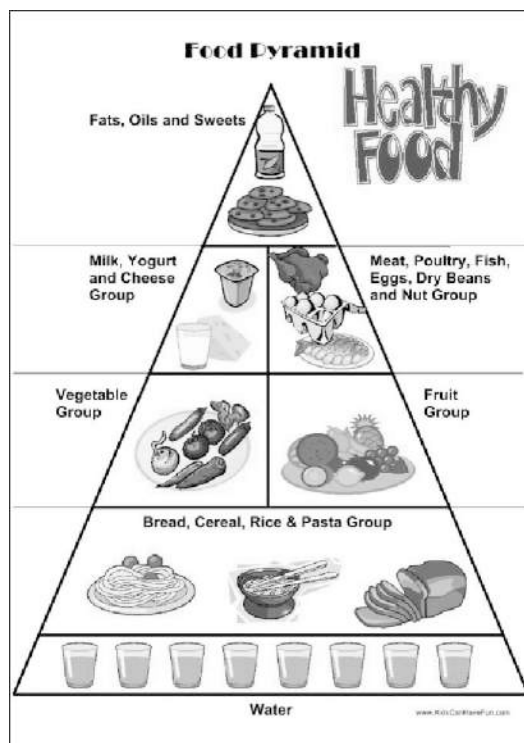 Food Pyramid
Healthy
Food
Fats, Oils and Sweets
Milk, Yogurt
and Cheese
Group
Meat, Poultry, Fish,
Eggs, Dry Beans
and Nut Group
Vegetable
Group
Fruit
Group
Bread, Cereal, Rice & Pasta Group
Water
www.KidsCanHaveFun.com